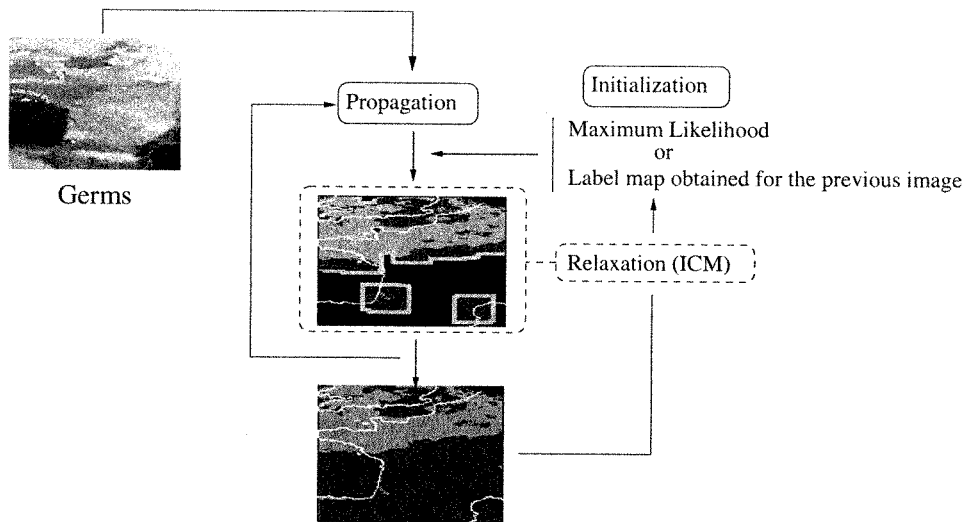 Germs
Propagation
Initialization
Maximum Likelihood
or
Label map obtained for the previous image
Relaxation (ICM)